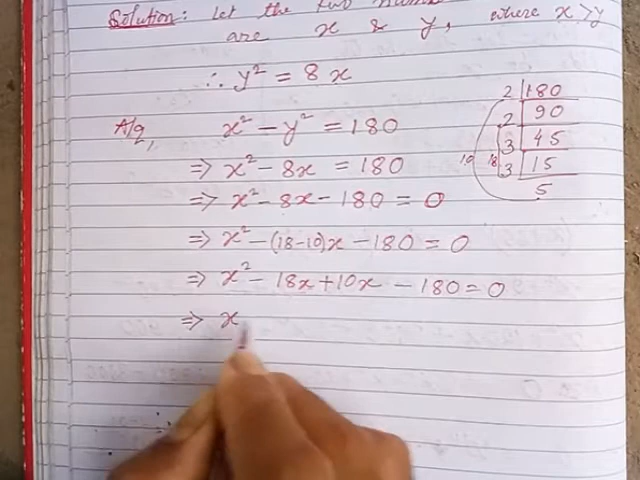 Solution: Let the two
are x & y, where x > y
∴ y² = 8x
A/q, x² - y² = 180
⇒ x² - 8x = 180
⇒ x² - 8x - 180 = 0
⇒ x² - (18-10)x - 180 = 0
⇒ x² - 18x + 10x - 180 = 0
⇒ x
2 180
2 90
3 45
10 18 3 15
5